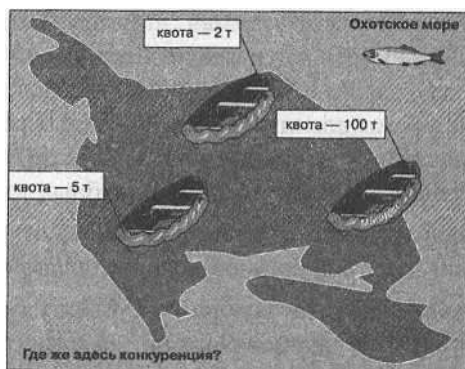 Охотское море
квота — 2 т
квота — 100 т
квота — 5 т
Где же здесь конкуренция?